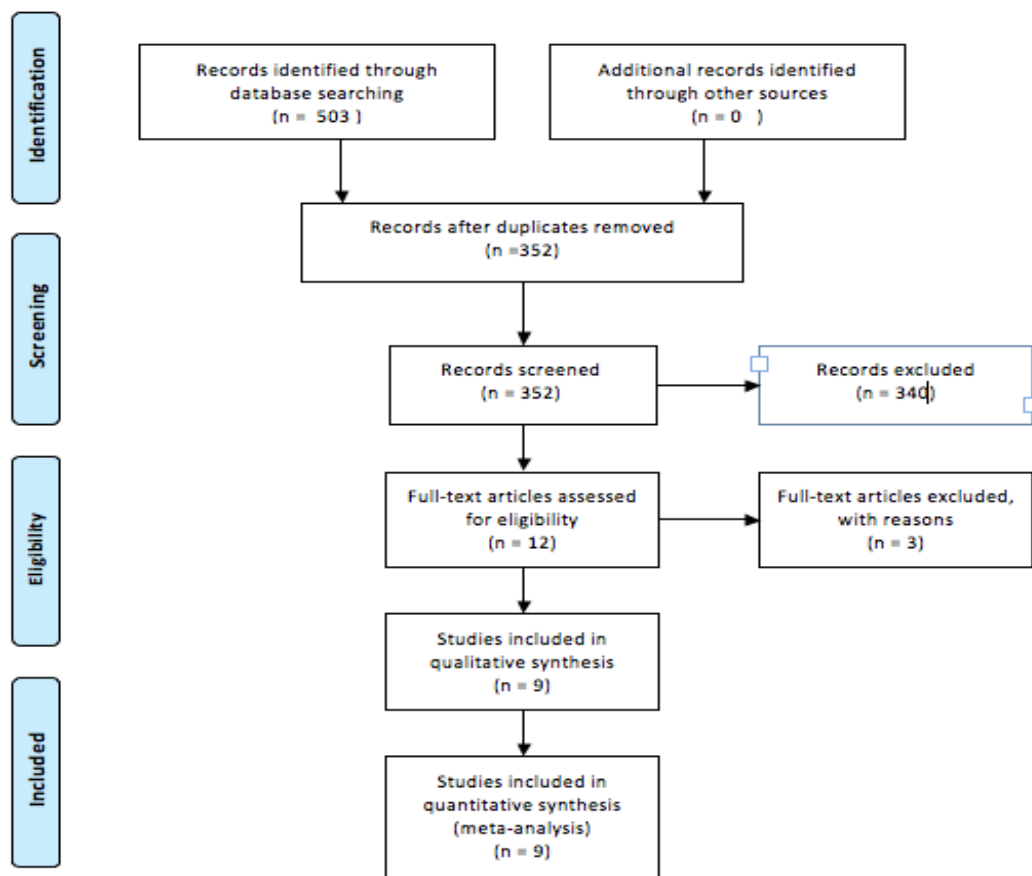 Identification
Records identified through
database searching
(n = 503 )
Additional records identified
through other sources
(n = 0 )
Records after duplicates removed
(n =352)
Screening
Records screened
(n = 352)
Records excluded
(n = 340)
Eligibility
Full-text articles assessed
for eligibility
(n = 12)
Full-text articles excluded,
with reasons
(n = 3)
Studies included in
qualitative synthesis
(n = 9)
Included
Studies included in
quantitative synthesis
(meta-analysis)
(n = 9)